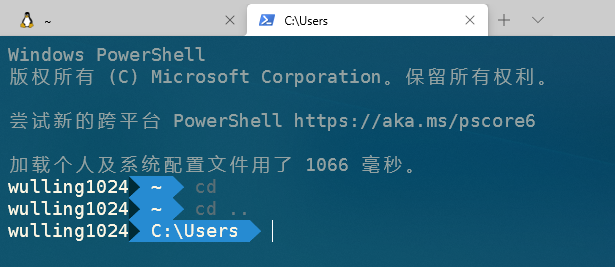 ~
C:\Users
Windows PowerShell
版权所有 (C) Microsoft Corporation。保留所有权利。
尝试新的跨平台 PowerShell https://aka.ms/pscore6
加载个人及系统配置文件用了 1066 毫秒。
wulling1024 ~ cd
wulling1024 ~ cd ..
wulling1024 C:\Users